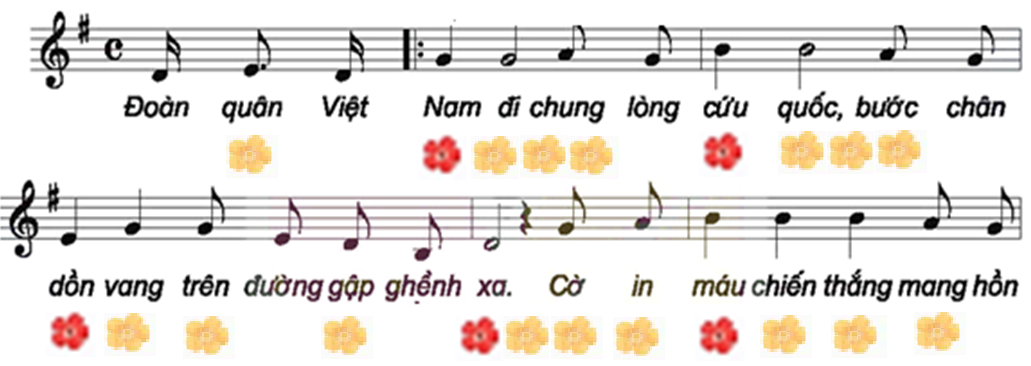 Đoàn quân Việt Nam đi chung lòng cứu quốc, bước chân
dồn vang trên đường gập ghềnh xa. Cờ in máu chiến thắng mang hồn